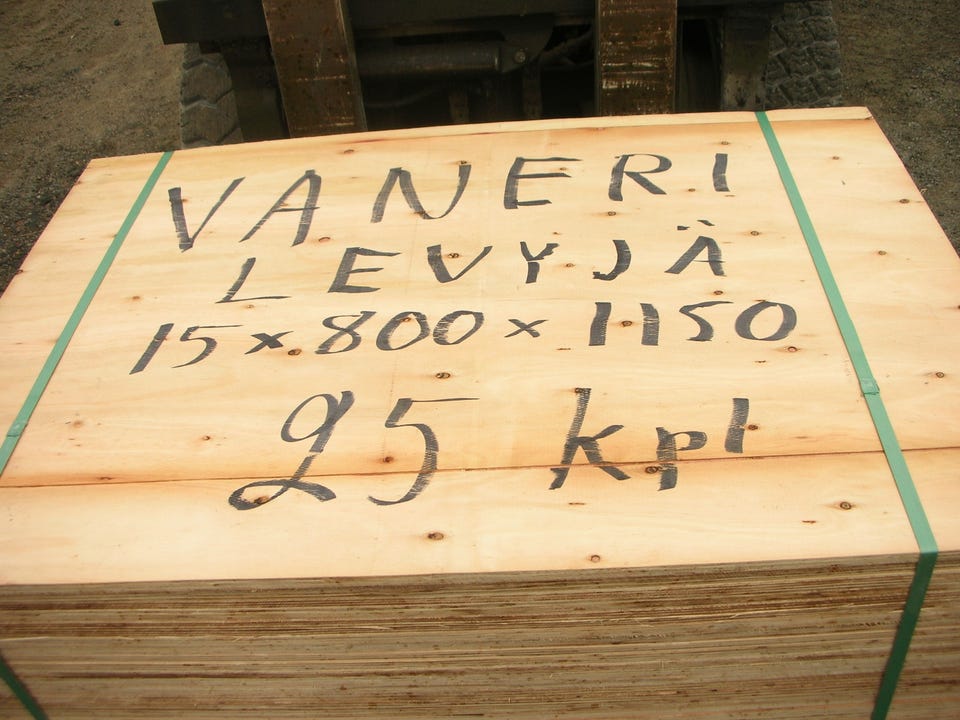 VANERI
LEVYJÄ
15x800x1150
25 kpl